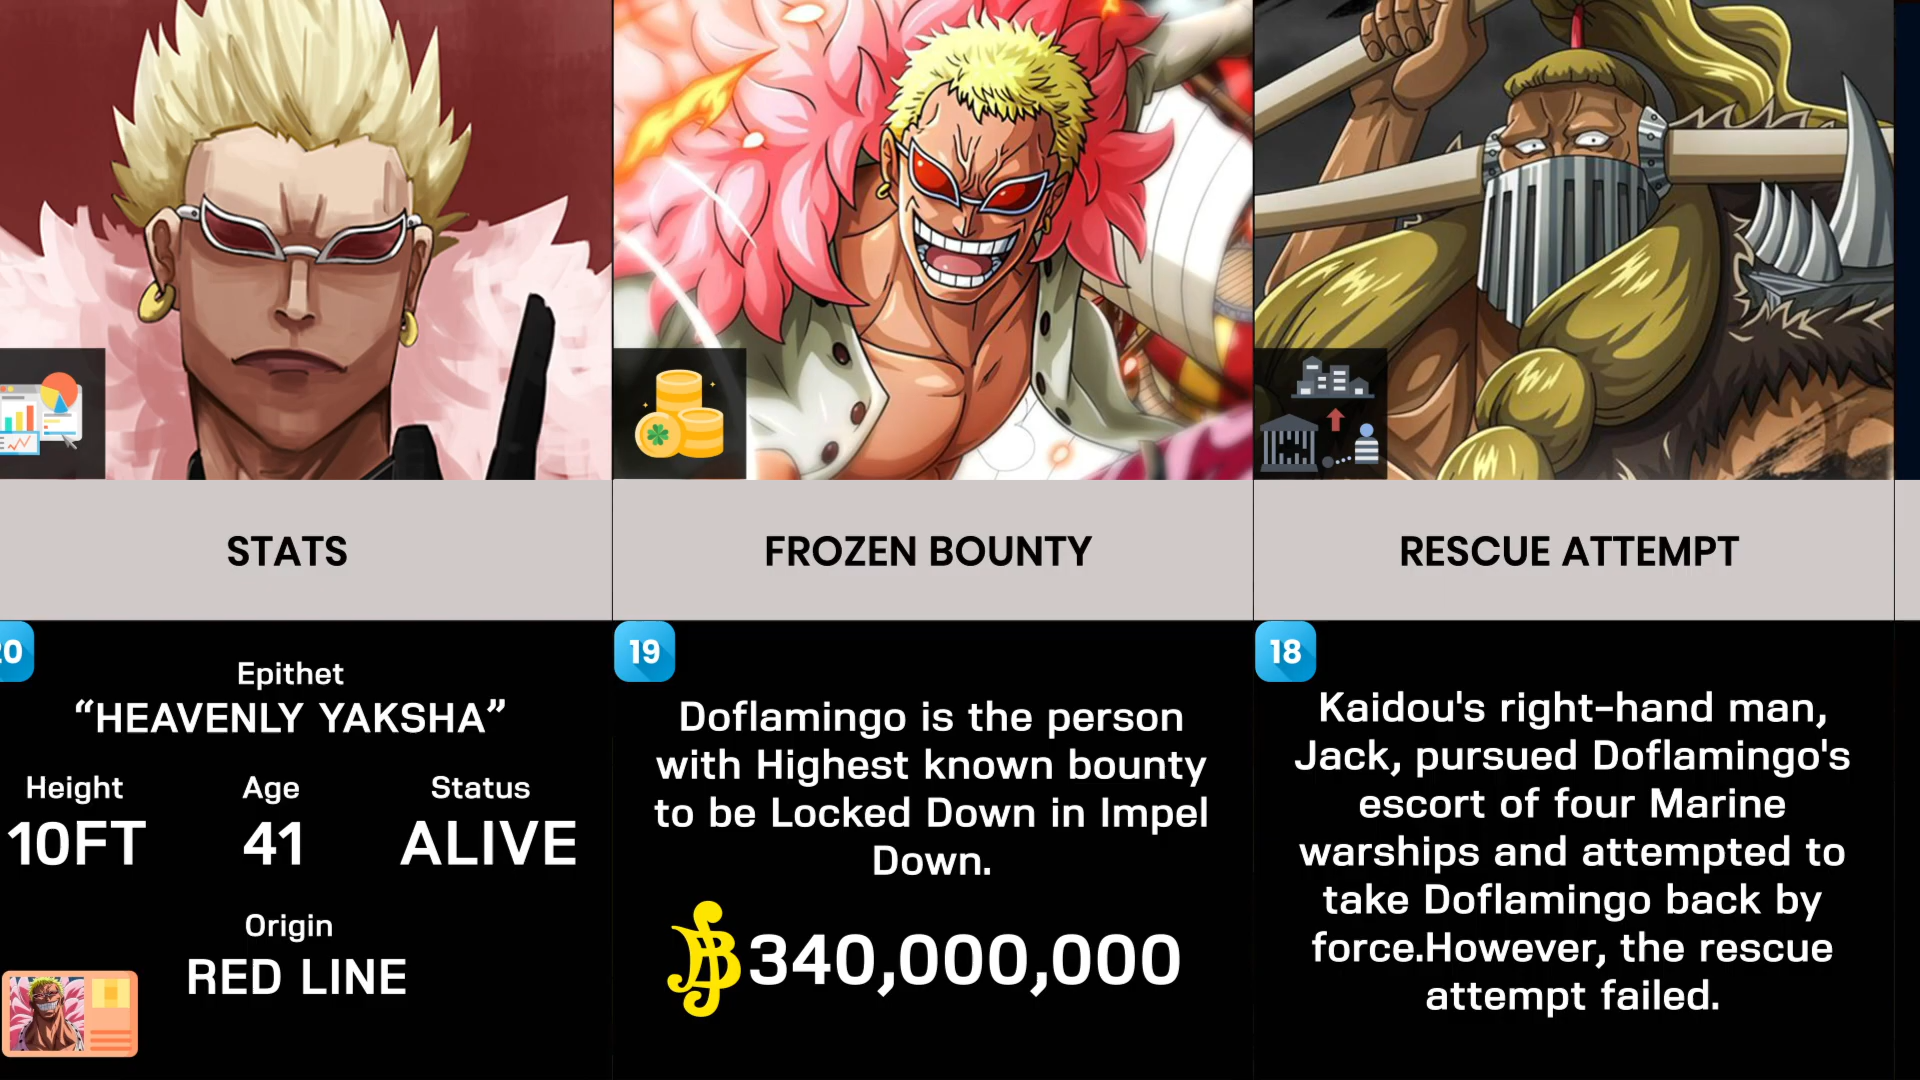 STATS
20
Epithet
“HEAVENLY YAKSHA”
Height
Age
Status
10FT
41
ALIVE
Origin
RED LINE
FROZEN BOUNTY
19
Doflamingo is the person
with Highest known bounty
to be Locked Down in Impel
Down.
340,000,000
RESCUE ATTEMPT
18
Kaidou's right-hand man,
Jack, pursued Doflamingo's
escort of four Marine
warships and attempted to
take Doflamingo back by
force.However, the rescue
attempt failed.